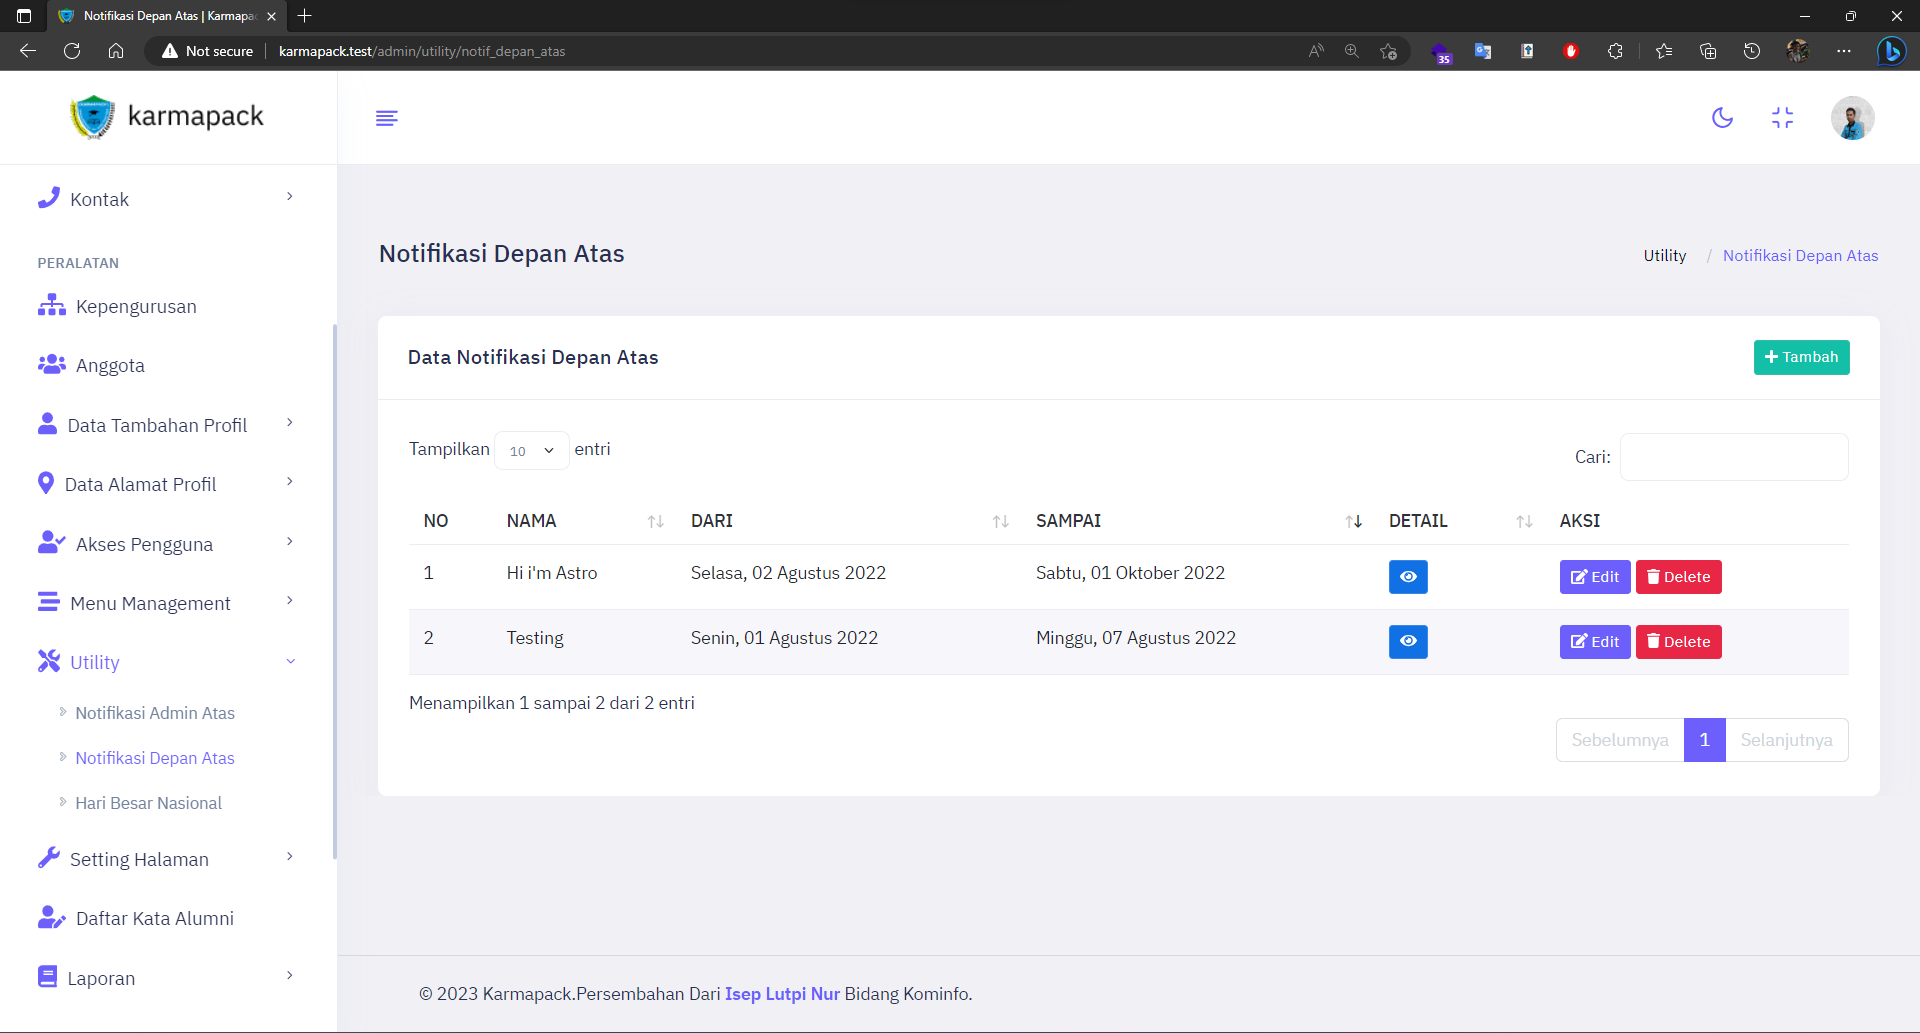 Notifikasi Depan Atas | Karmapac
Not secure
karmapack.test/admin/utility/notif_depan_atas
35
karmapack
Kontak
PERALATAN
Kepengurusan
Anggota
Data Tambahan Profil
Data Alamat Profil
Akses Pengguna
Menu Management
Utility
Notifikasi Admin Atas
Notifikasi Depan Atas
Hari Besar Nasional
Setting Halaman
Daftar Kata Alumni
Laporan
Notifikasi Depan Atas
Utility / Notifikasi Depan Atas
Data Notifikasi Depan Atas
Tambah
Tampilkan 10 entri
Cari:
NO NAMA DARI SAMPAI DETAIL AKSI
1 Hi i'm Astro Selasa, 02 Agustus 2022 Sabtu, 01 Oktober 2022 Edit Delete
2 Testing Senin, 01 Agustus 2022 Minggu, 07 Agustus 2022 Edit Delete
Menampilkan 1 sampai 2 dari 2 entri
Sebelumnya 1 Selanjutnya
© 2023 Karmapack.Persembahan Dari Isep Lutpi Nur Bidang Kominfo.